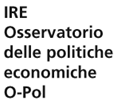 IRE
Osservatorio
delle politiche
economiche
O-Pol